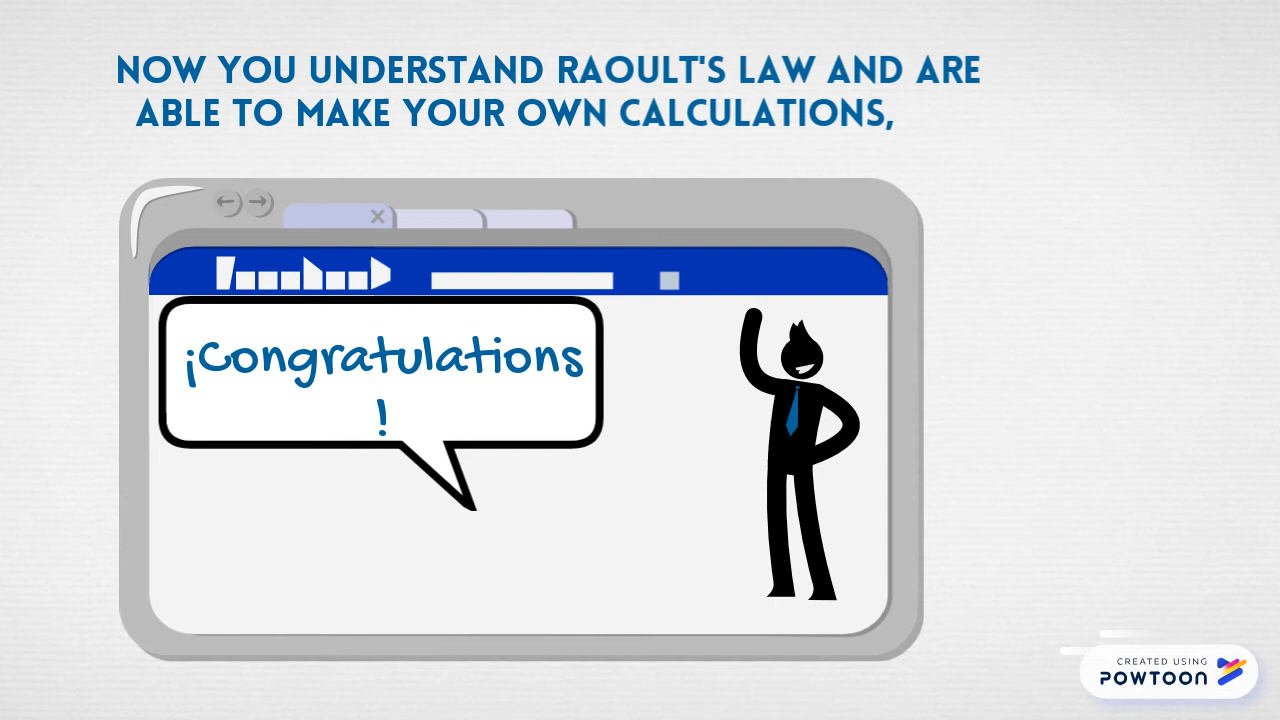 NOW YOU UNDERSTAND RAOULT'S LAW AND ARE
ABLE TO MAKE YOUR OWN CALCULATIONS,
¡Congratulations
!
CREATED USING
POWTOON